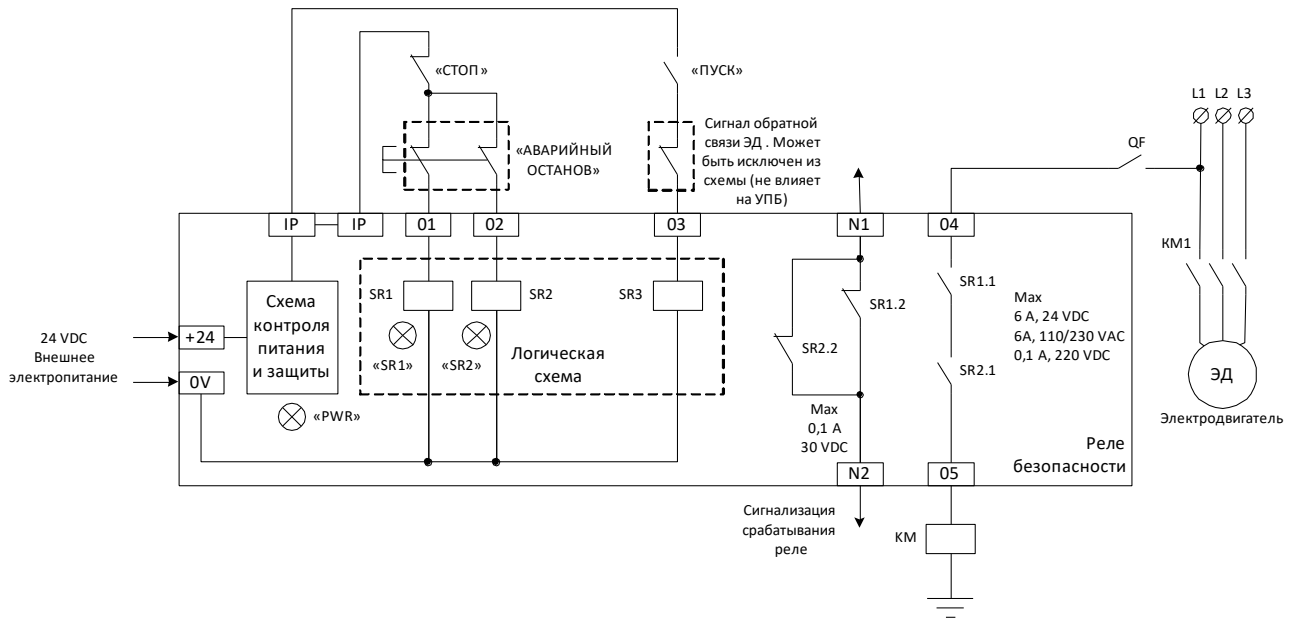 «СТОП»
«ПУСК»
L1 L2 L3
«АВАРИЙНЫЙ
ОСТАНОВ»
Сигнал обратной
связи ЭД . Может
быть исключен из
схемы (не влияет
на УПБ)
QF
IP
IP
01
02
03
N1
04
КМ1
Схема
контроля
питания
и защиты
SR1
SR2
SR3
SR1.2
SR1.1
Max
6 A, 24 VDC
6A, 110/230 VAC
0,1 A, 220 VDC
24 VDC
Внешнее
электропитание
+24
0V
«SR1»
«SR2»
Логическая
схема
SR2.2
SR2.1
ЭД
Электродвигатель
«PWR»
Max
0,1 A
30 VDC
Реле
безопасности
N2
05
Сигнализация
срабатывания
реле
КМ